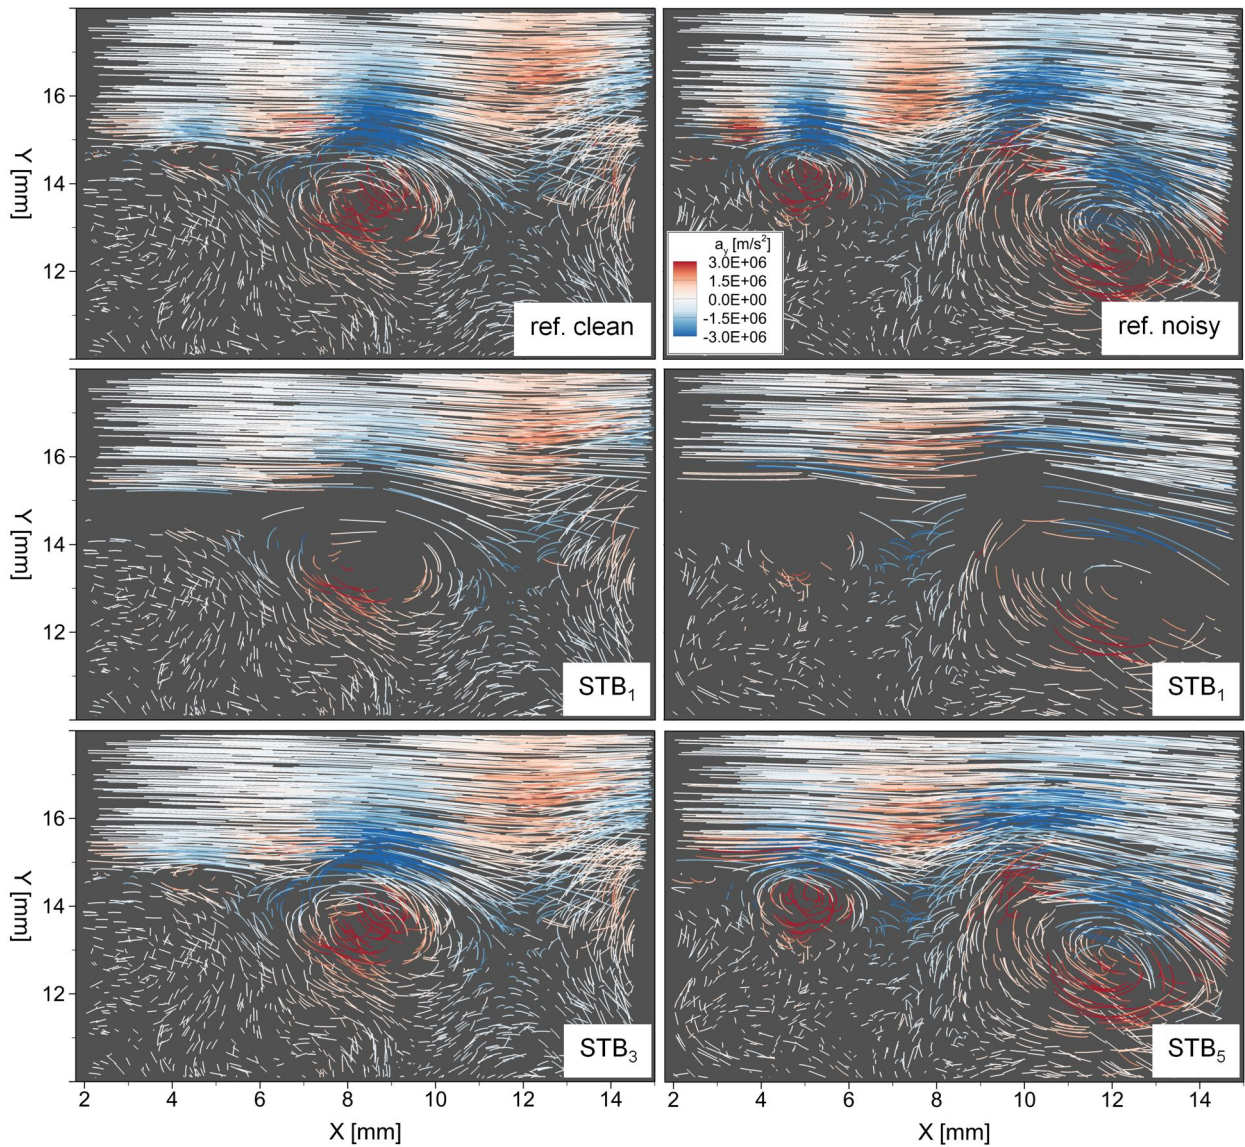 16
14
12
Y [mm]
ref. clean
a_y [m/s²]
3.0E+06
1.5E+06
0.0E+00
-1.5E+06
-3.0E+06
ref. noisy
16
14
12
Y [mm]
STB₁
STB₁
16
14
12
Y [mm]
STB₃
STB₅
2 4 6 8 10 12 14
2 4 6 8 10 12 14
X [mm]
X [mm]